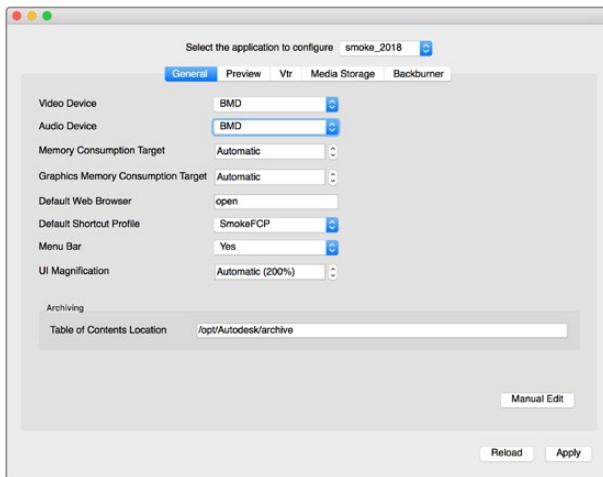 Select the application to configure smoke_2018
General Preview Vtr Media Storage Backburner
Video Device BMD
Audio Device BMD
Memory Consumption Target Automatic
Graphics Memory Consumption Target Automatic
Default Web Browser open
Default Shortcut Profile SmokeFCP
Menu Bar Yes
UI Magnification Automatic (200%)
Archiving
Table of Contents Location /opt/Autodesk/archive
Manual Edit
Reload Apply